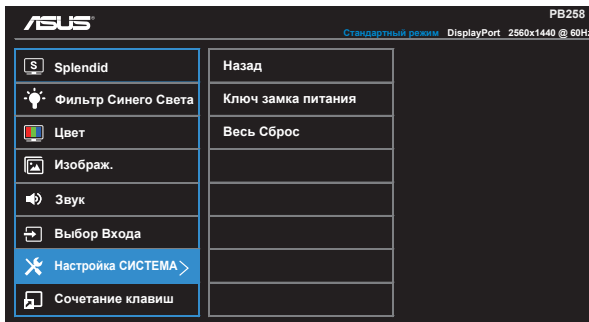 ASUS
PB258
Стандартный режим DisplayPort 2560x1440 @ 60Hz
S Splendid
Фильтр Синего Света
Цвет
Изображ.
Звук
Выбор Входа
Настройка СИСТЕМА
Сочетание клавиш
Назад
Ключ замка питания
Весь Сброс